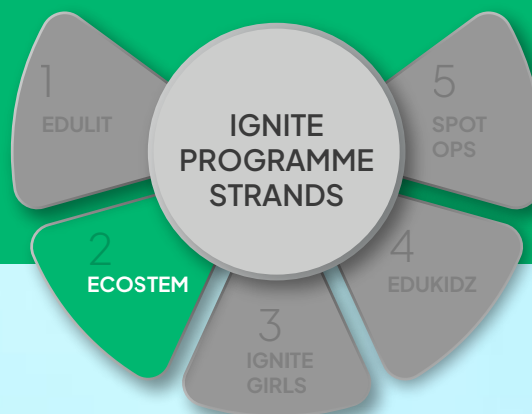 IGNITE
PROGRAMME
STRANDS
1
EDULIT
2
ECOSTEM
3
IGNITE
GIRLS
4
EDUKIDZ
5
SPOT
OPS